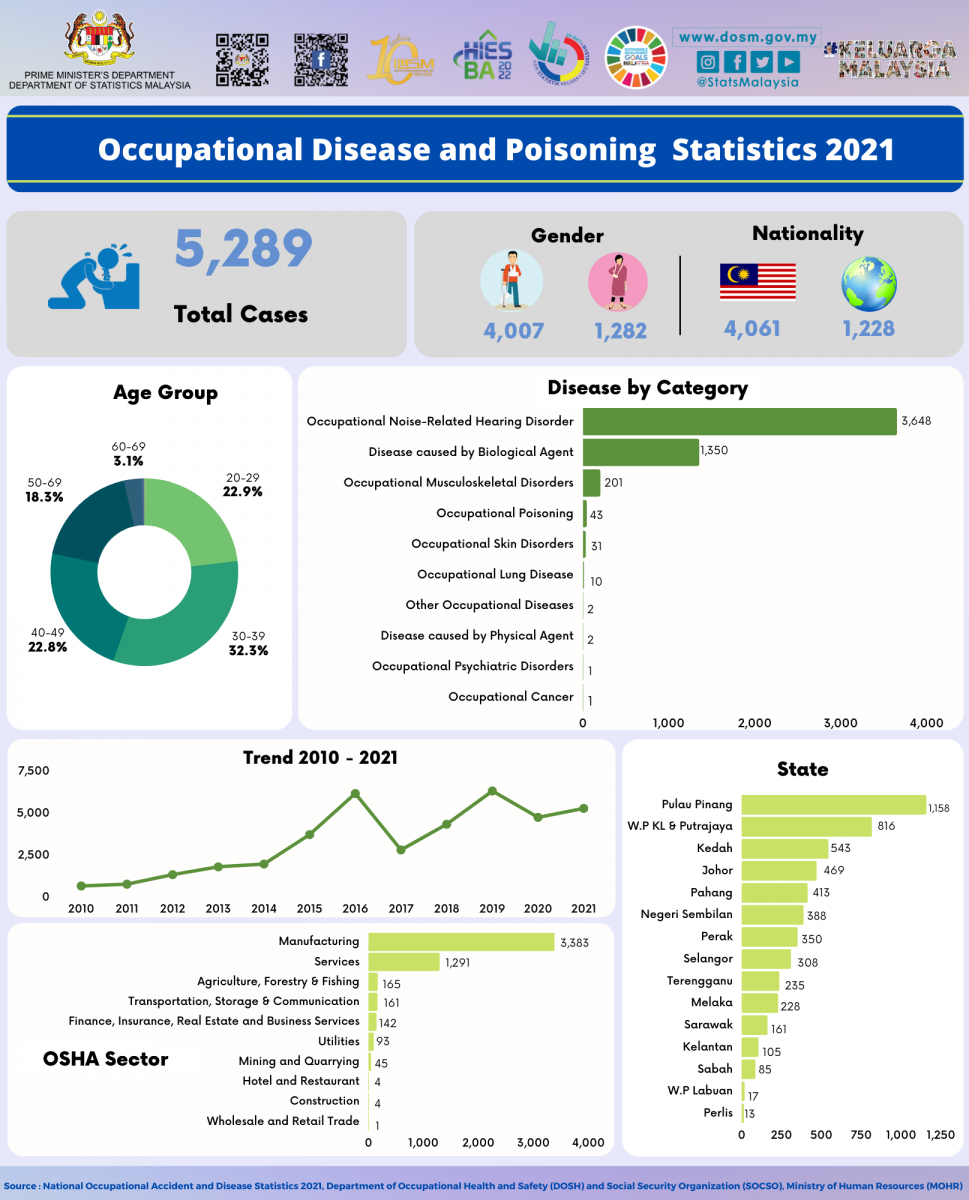 PRIME MINISTER'S DEPARTMENT
DEPARTMENT OF STATISTICS MALAYSIA
HIES
BA 2022
SUSTAINABLE DEVELOPMENT GOALS
MALAYSIA
www.dosm.gov.my
@StatsMalaysia
#KELUARGA
MALAYSIA
Occupational Disease and Poisoning Statistics 2021
5,289
Total Cases
Gender
4,007
1,282
Nationality
4,061
1,228
Age Group
60-69
3.1%
20-29
22.9%
50-69
18.3%
40-49
22.8%
30-39
32.3%
Disease by Category
Occupational Noise-Related Hearing Disorder 3,648
Disease caused by Biological Agent 1,350
Occupational Musculoskeletal Disorders 201
Occupational Poisoning 43
Occupational Skin Disorders 31
Occupational Lung Disease 10
Other Occupational Diseases 2
Disease caused by Physical Agent 2
Occupational Psychiatric Disorders 1
Occupational Cancer 1
0 1,000 2,000 3,000 4,000
Trend 2010 - 2021
7,500
5,000
2,500
0
2010 2011 2012 2013 2014 2015 2016 2017 2018 2019 2020 2021
OSHA Sector
Manufacturing 3,383
Services 1,291
Agriculture, Forestry & Fishing 165
Transportation, Storage & Communication 161
Finance, Insurance, Real Estate and Business Services 142
Utilities 93
Mining and Quarrying 45
Hotel and Restaurant 4
Construction 4
Wholesale and Retail Trade 1
0 1,000 2,000 3,000 4,000
State
Pulau Pinang 1,158
W.P KL & Putrajaya 816
Kedah 543
Johor 469
Pahang 413
Negeri Sembilan 388
Perak 350
Selangor 308
Terengganu 235
Melaka 228
Sarawak 161
Kelantan 105
Sabah 85
W.P Labuan 17
Perlis 13
0 250 500 750 1,000 1,250
Source : National Occupational Accident and Disease Statistics 2021, Department of Occupational Health and Safety (DOSH) and Social Security Organization (SOCSO), Ministry of Human Resources (MOHR)